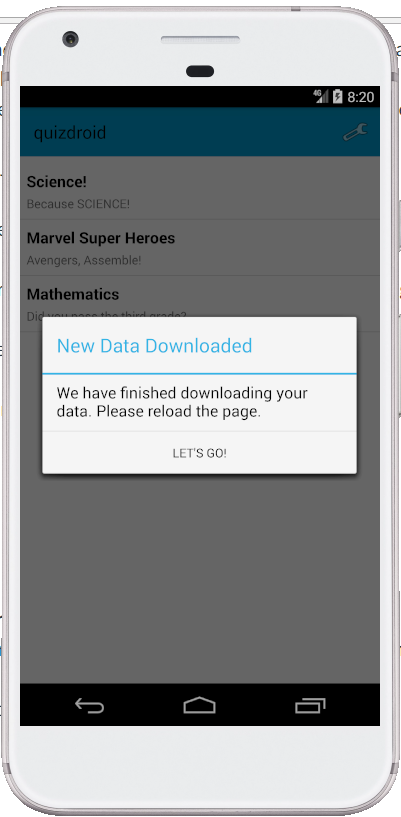 4G 8:20
quizdroid
Science!
Because SCIENCE!
Marvel Super Heroes
Avengers, Assemble!
Mathematics
Did you pass the third grade?
New Data Downloaded
We have finished downloading your
data. Please reload the page.
LET'S GO!